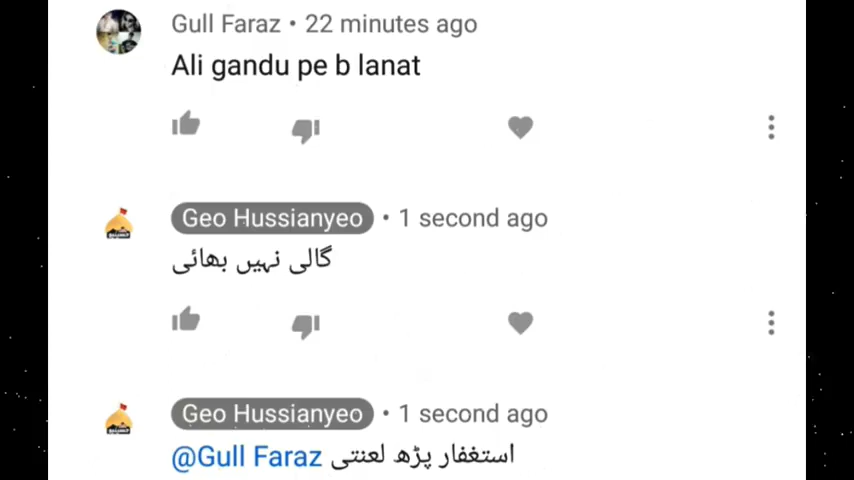 Gull Faraz • 22 minutes ago
Ali gandu pe b lanat
Geo Hussianyeo • 1 second ago
گالی نہیں بھائی
Geo Hussianyeo • 1 second ago
@Gull Faraz استغفار پڑھ لعنتی